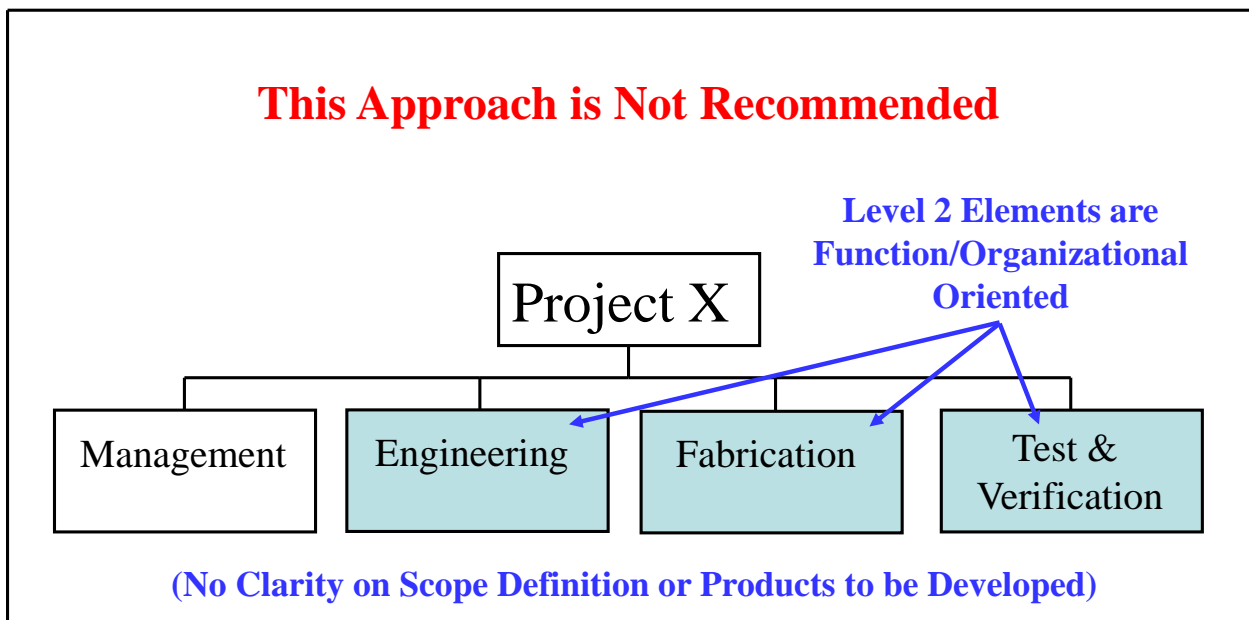 This Approach is Not Recommended
Level 2 Elements are
Function/Organizational
Oriented
Project X
Management
Engineering
Fabrication
Test &
Verification
(No Clarity on Scope Definition or Products to be Developed)